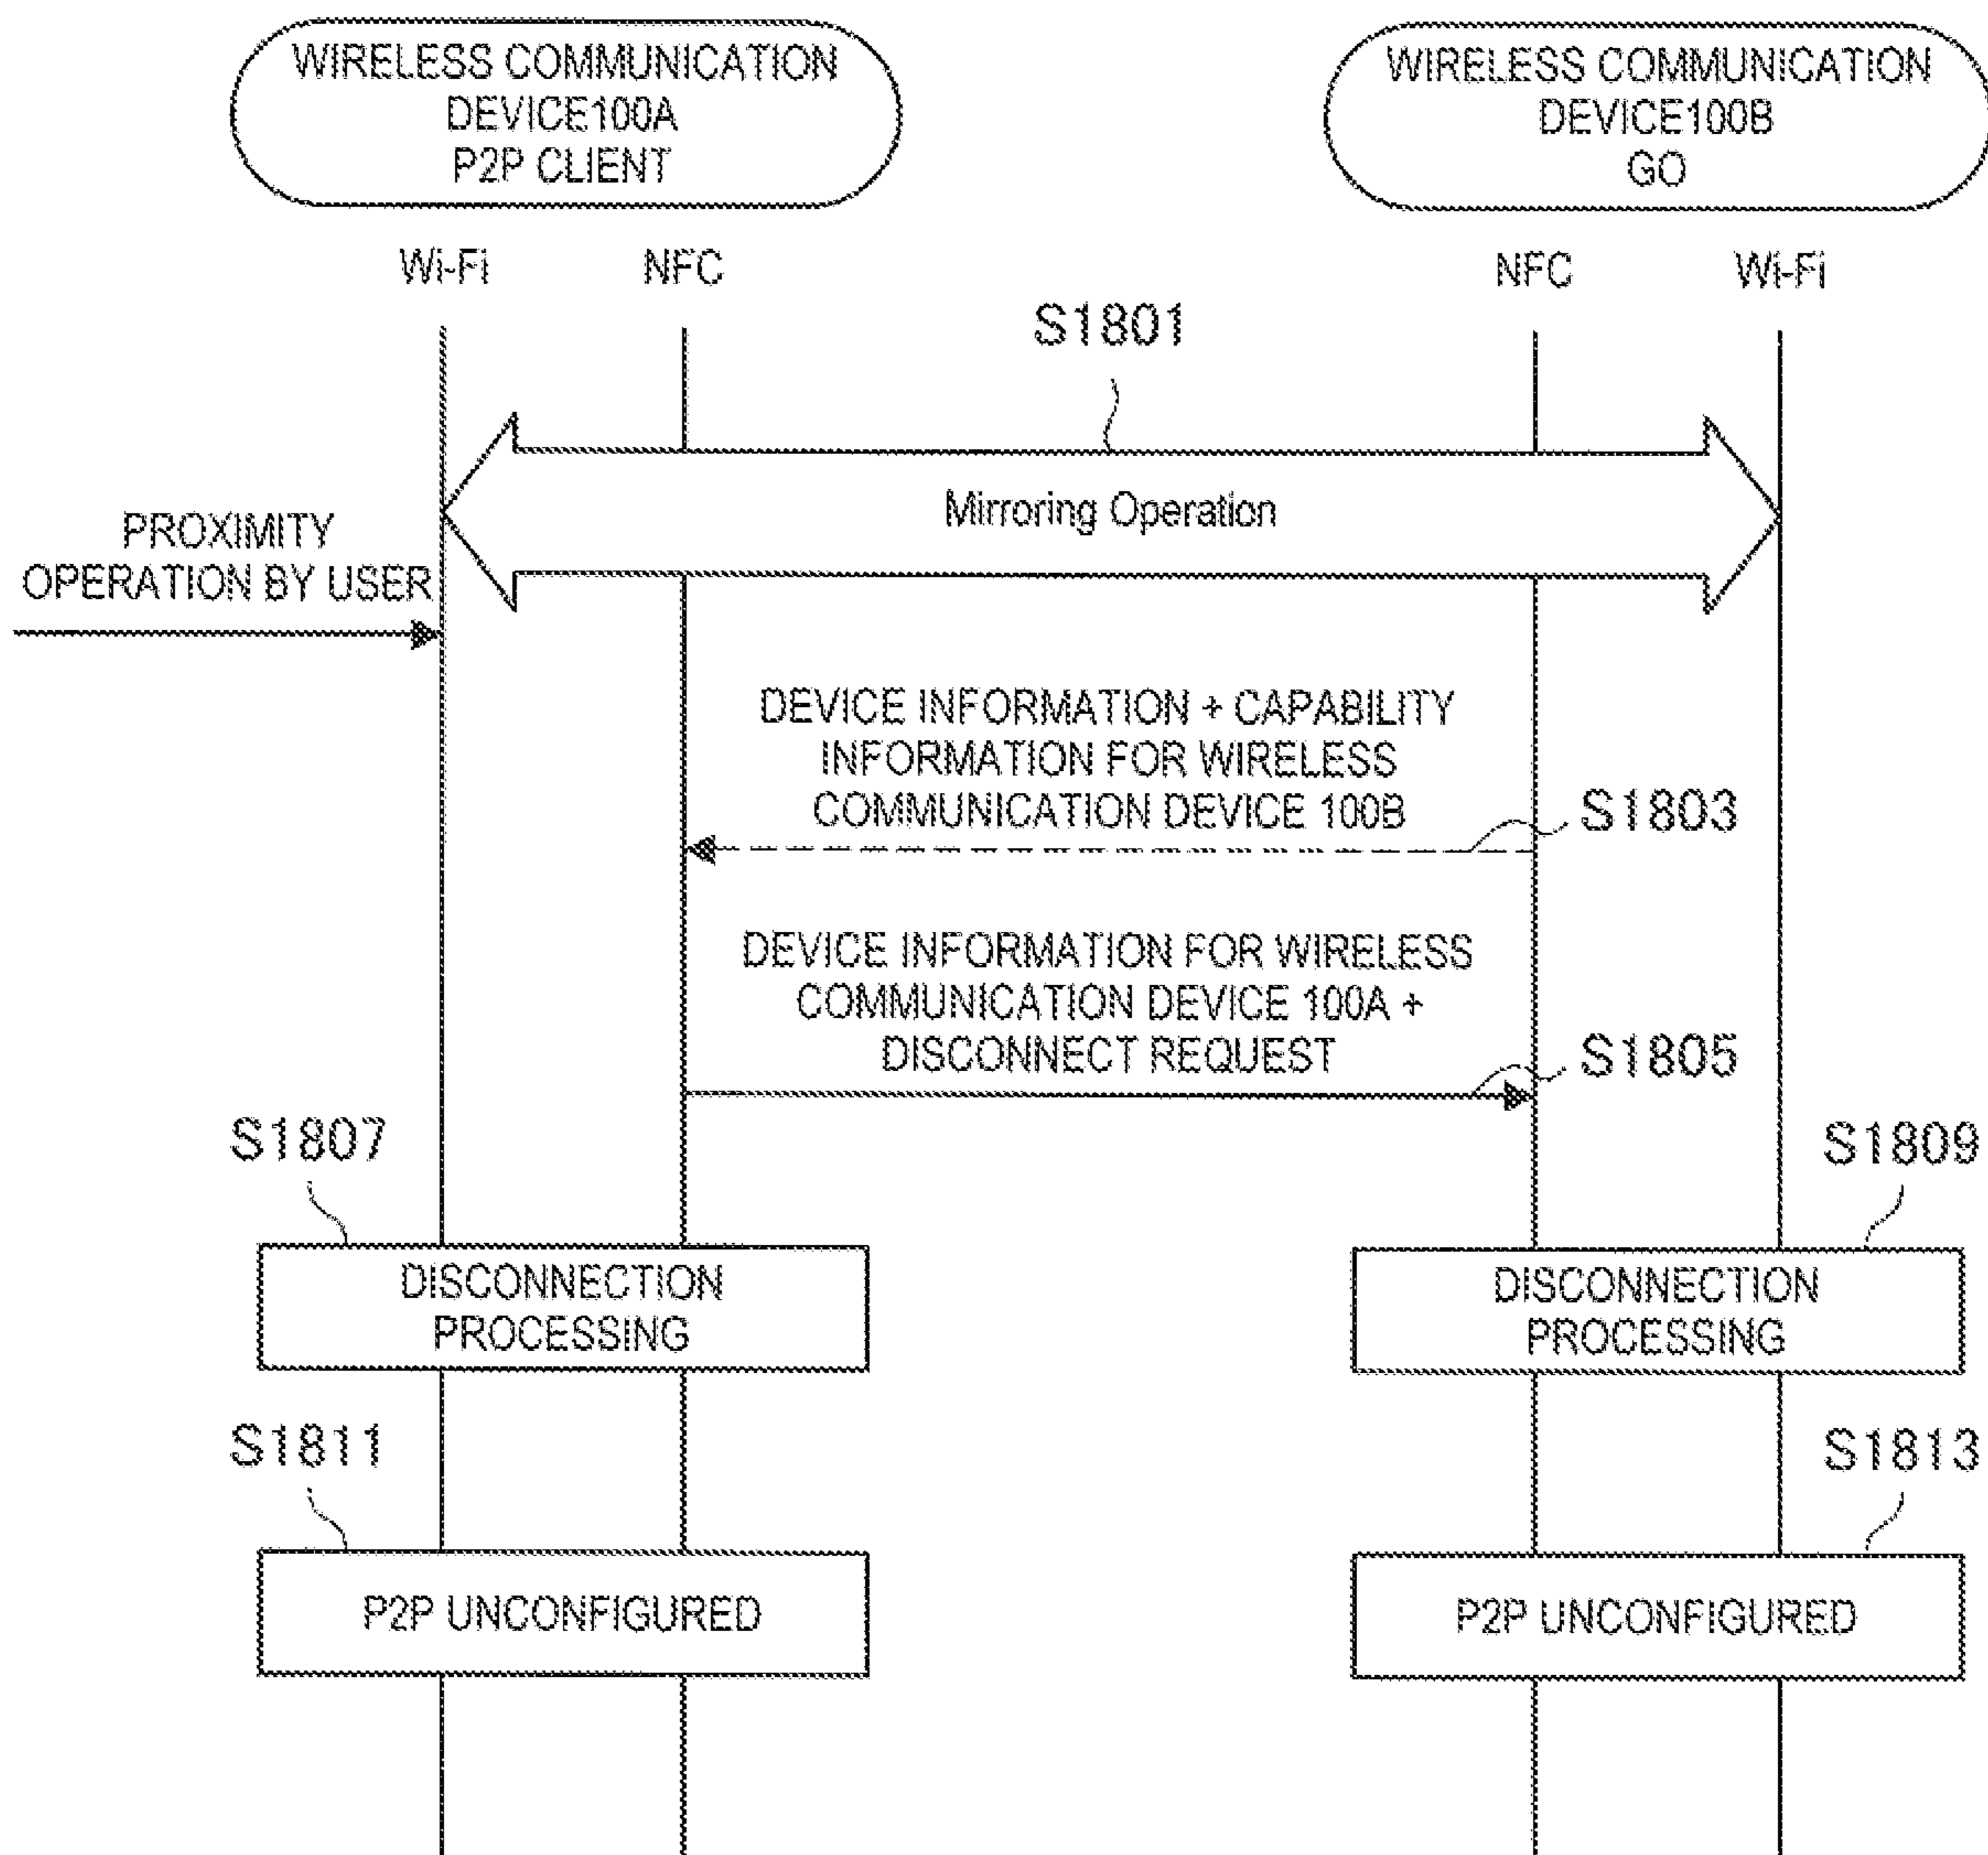 WIRELESS COMMUNICATION
DEVICE100A
P2P CLIENT
WIRELESS COMMUNICATION
DEVICE100B
GO
Wi-Fi
NFC
NFC
Wi-Fi
S1801
Mirroring Operation
PROXIMITY
OPERATION BY USER
DEVICE INFORMATION + CAPABILITY
INFORMATION FOR WIRELESS
COMMUNICATION DEVICE 100B
S1803
DEVICE INFORMATION FOR WIRELESS
COMMUNICATION DEVICE 100A +
DISCONNECT REQUEST
S1805
S1807
S1809
DISCONNECTION
PROCESSING
DISCONNECTION
PROCESSING
S1811
S1813
P2P UNCONFIGURED
P2P UNCONFIGURED